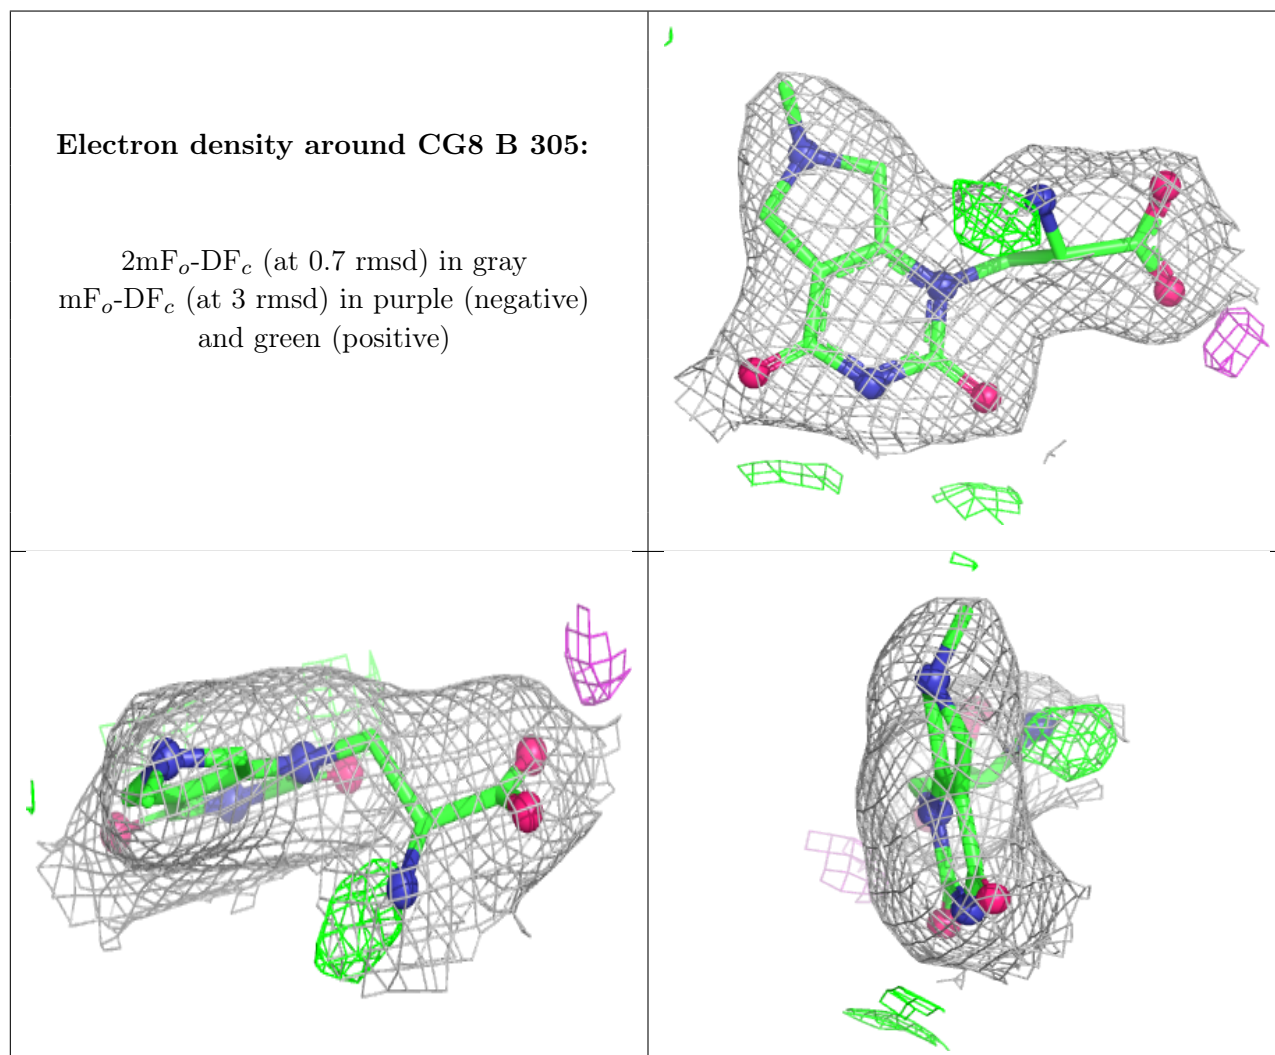 Electron density around CG8 B 305:
2mFo-DFc (at 0.7 rmsd) in gray
mFo-DFc (at 3 rmsd) in purple (negative)
and green (positive)